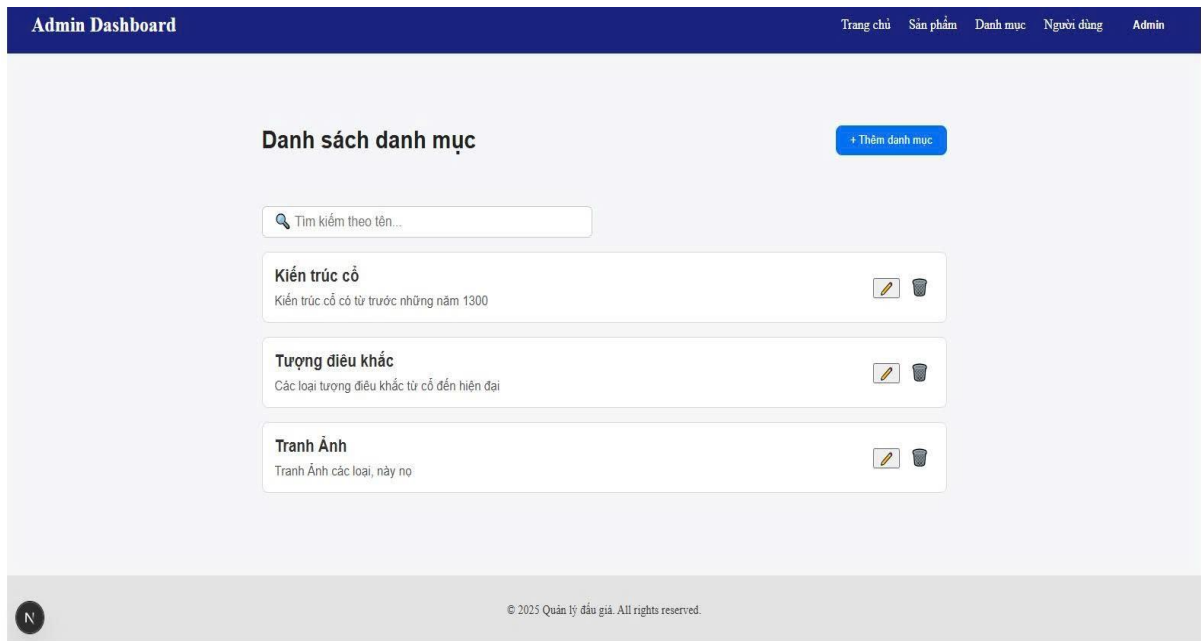 Admin Dashboard
Trang chủ Sản phẩm Danh mục Người dùng Admin
Danh sách danh mục
+ Thêm danh mục
Tìm kiếm theo tên...
Kiến trúc cổ
Kiến trúc cổ có từ trước những năm 1300
Tượng điêu khắc
Các loại tượng điêu khắc từ cổ đến hiện đại
Tranh Ảnh
Tranh Ảnh các loại, này nọ
© 2025 Quản lý đấu giá. All rights reserved.
N